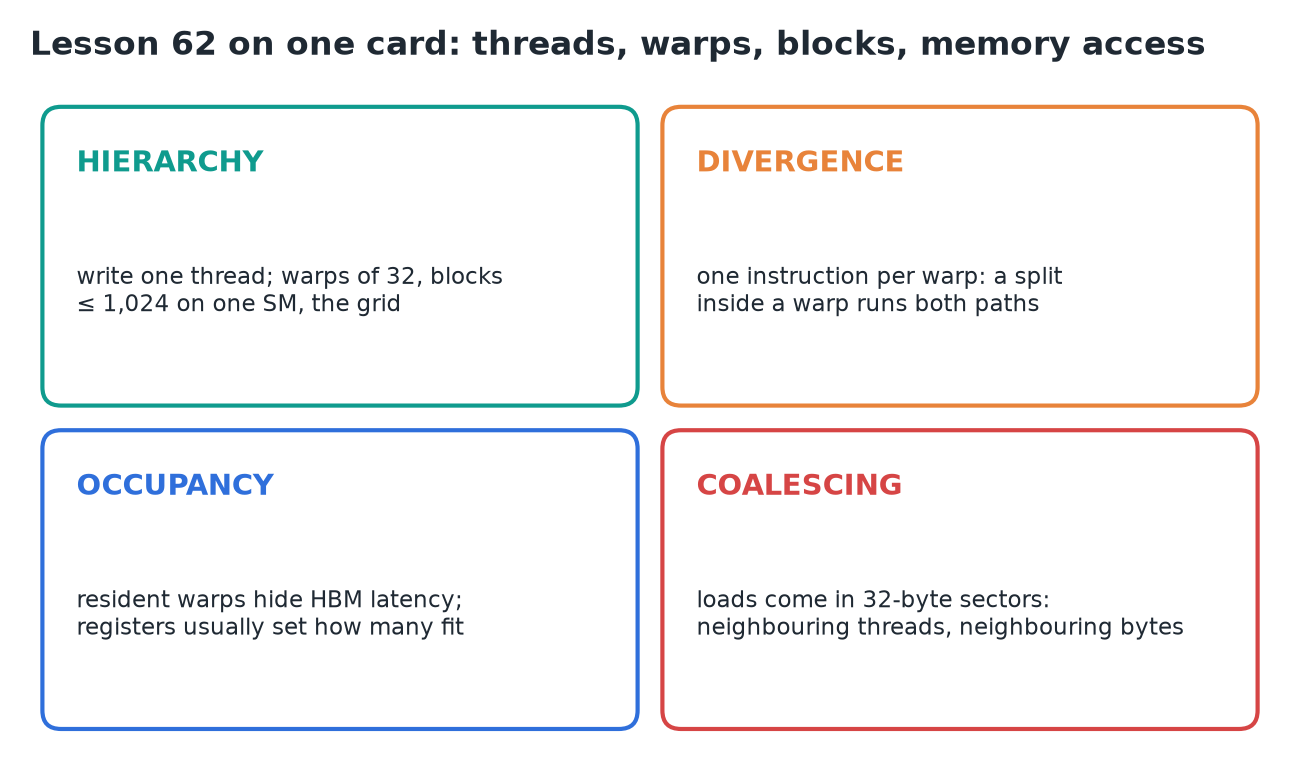 Lesson 62 on one card: threads, warps, blocks, memory access
HIERARCHY
write one thread; warps of 32, blocks
≤ 1,024 on one SM, the grid
DIVERGENCE
one instruction per warp: a split
inside a warp runs both paths
OCCUPANCY
resident warps hide HBM latency;
registers usually set how many fit
COALESCING
loads come in 32-byte sectors:
neighbouring threads, neighbouring bytes